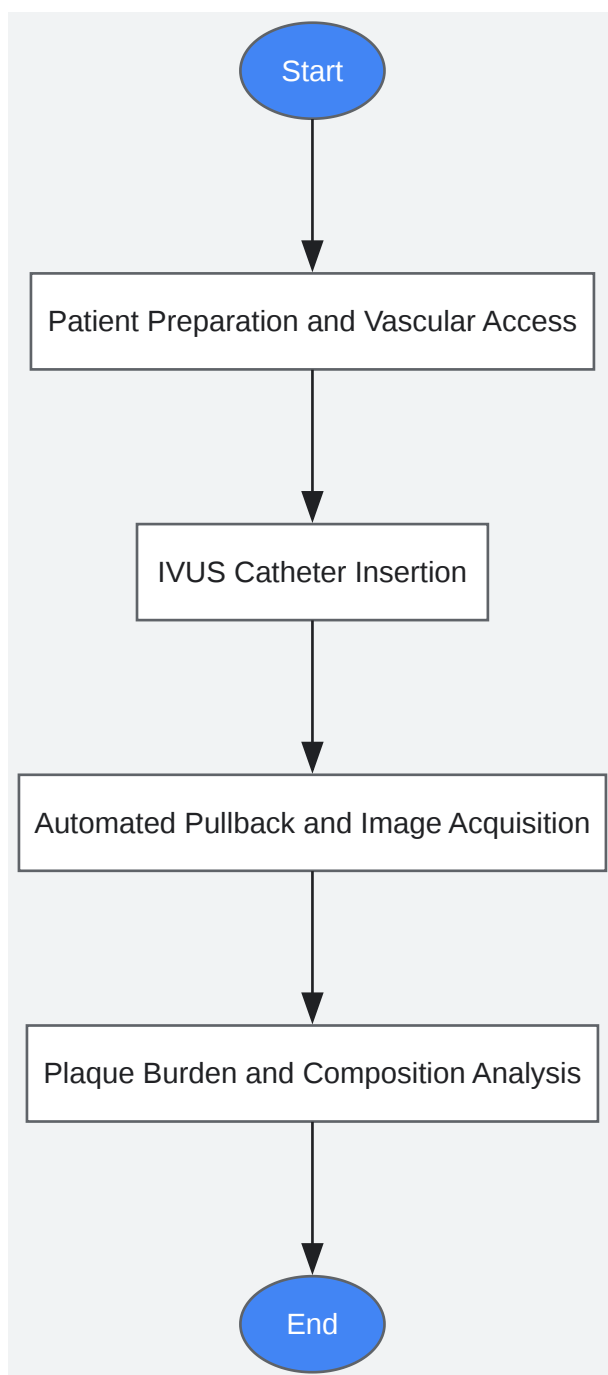 Start
Patient Preparation and Vascular Access
IVUS Catheter Insertion
Automated Pullback and Image Acquisition
Plaque Burden and Composition Analysis
End